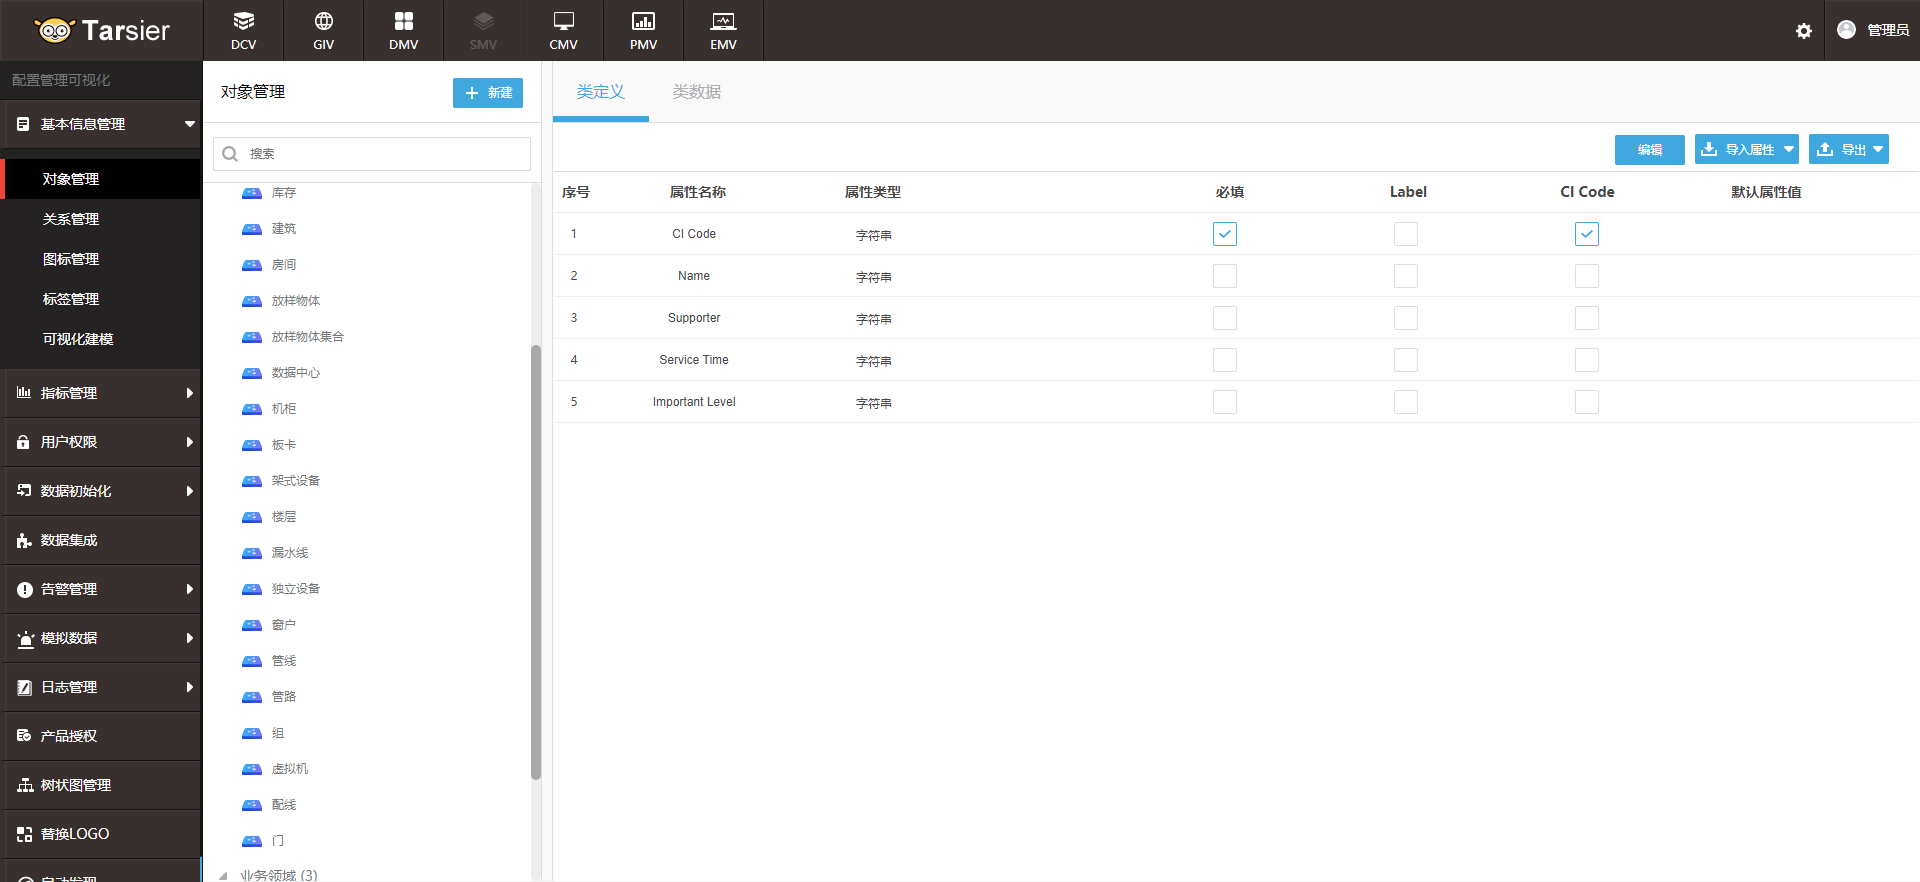 Tarsier
DCV
GIV
DMV
SMV
CMV
PMV
EMV
管理员
配置管理可视化
基本信息管理
对象管理
关系管理
图标管理
标签管理
可视化建模
指标管理
用户权限
数据初始化
数据集成
告警管理
模拟数据
日志管理
产品授权
树状图管理
替换LOGO
自动发现
对象管理
新建
搜索
库存
建筑
房间
放样物体
放样物体集合
数据中心
机柜
板卡
架式设备
楼层
漏水线
独立设备
窗户
管线
管路
组
虚拟机
配线
门
业务领域 (3)
类定义 类数据
编辑 导入属性 导出
序号 属性名称 属性类型 必填 Label CI Code 默认属性值
1 CI Code 字符串
2 Name 字符串
3 Supporter 字符串
4 Service Time 字符串
5 Important Level 字符串